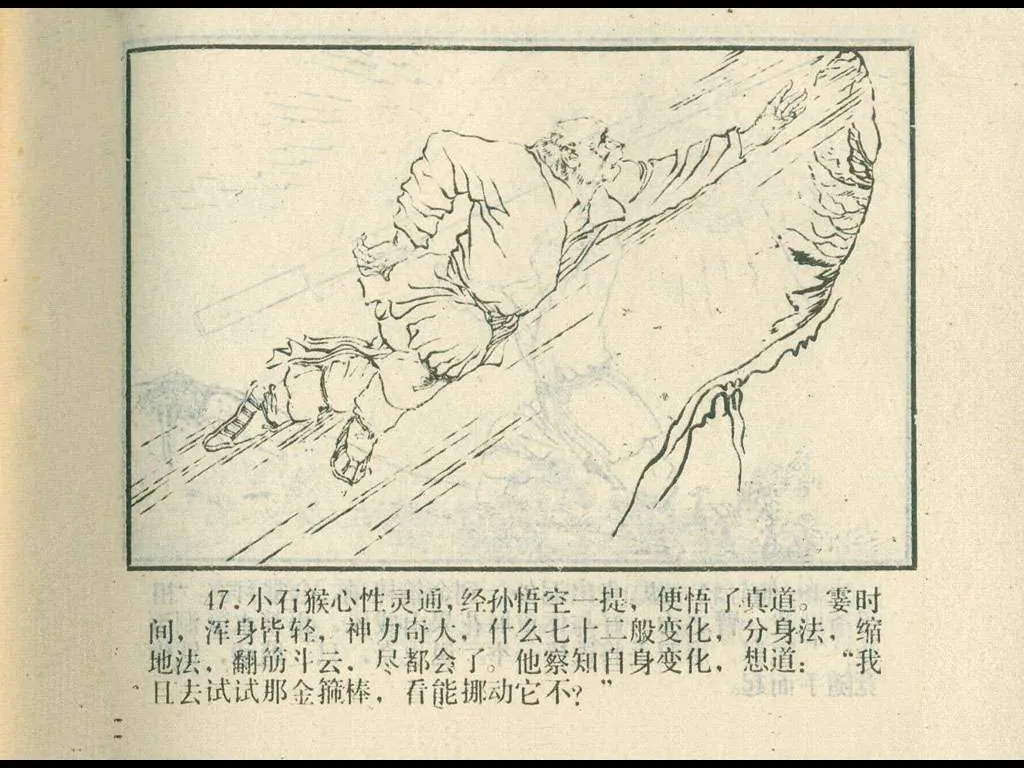 47.小石猴心性灵通,经孙悟空一提,便悟了真道。霎时
间,浑身皆轻,神力奇大,什么七十二般变化,分身法,缩
地法,翻筋斗云,尽都会了。他察知自身变化,想道:“我
且去试试那金箍棒,看能挪动它不?”